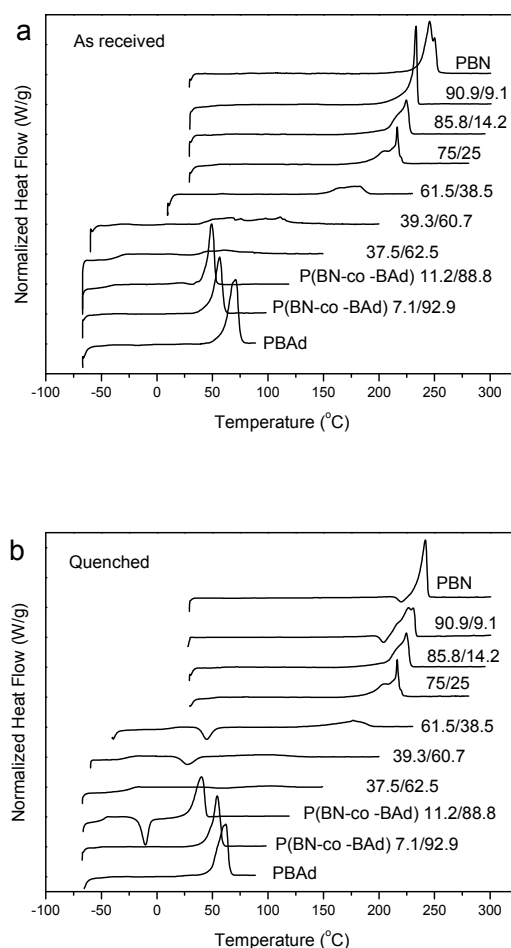 a
As received
PBN
90.9/9.1
85.8/14.2
75/25
61.5/38.5
39.3/60.7
37.5/62.5
P(BN-co -BAd) 11.2/88.8
P(BN-co -BAd) 7.1/92.9
PBAd
Normalized Heat Flow (W/g)
-100 -50 0 50 100 150 200 250 300
Temperature (°C)
b
Quenched
PBN
90.9/9.1
85.8/14.2
75/25
61.5/38.5
39.3/60.7
37.5/62.5
P(BN-co -BAd) 11.2/88.8
P(BN-co -BAd) 7.1/92.9
PBAd
Normalized Heat Flow (W/g)
-100 -50 0 50 100 150 200 250 300
Temperature (°C)